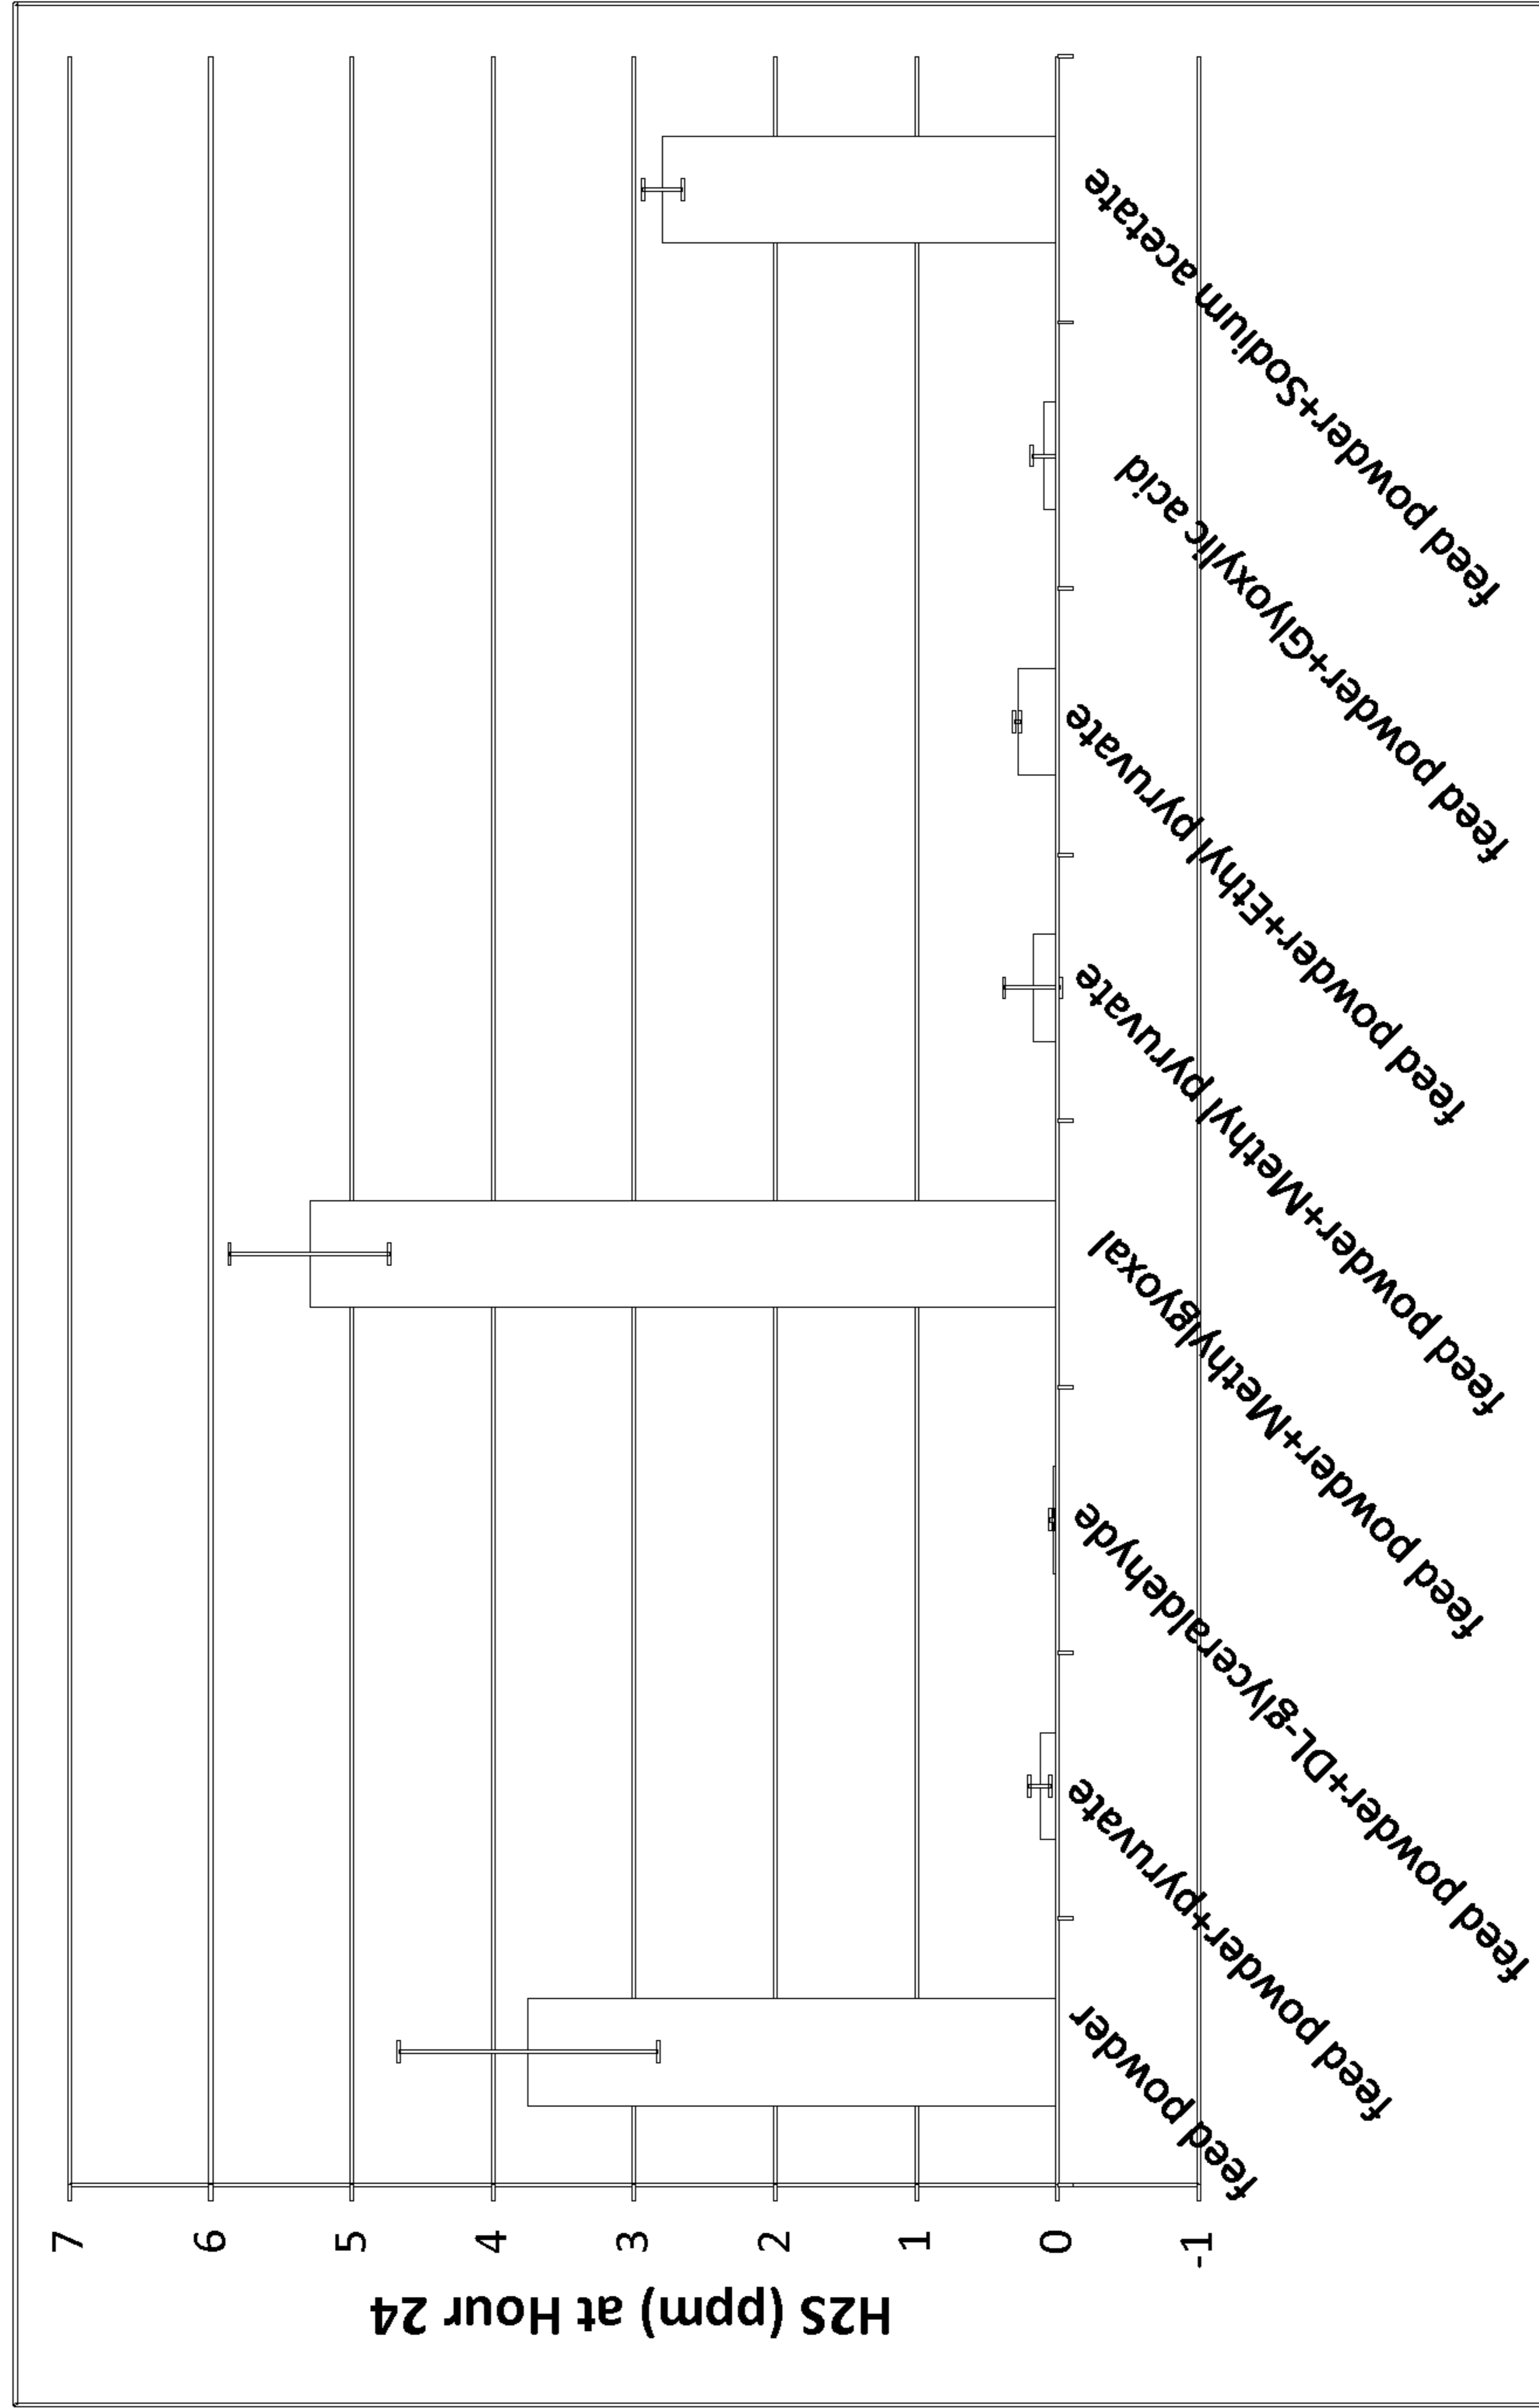 H2S (ppm) at Hour 24
7
6
5
4
3
2
1
0
-1
feed powder
feed powder+pyruvate
feed powder+DL-glyceraldehyde
feed powder+Methylgyoxal
feed powder+Methyl pyruvate
feed powder+Ethyl pyruvate
feed powder+Glyoxylic acid
feed powder+Sodium acetate